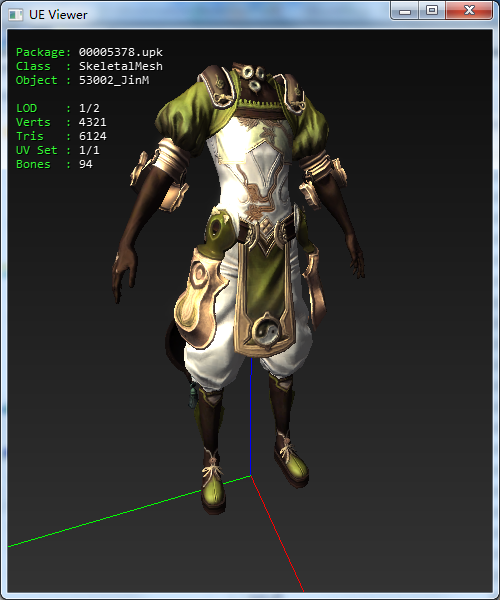 UE Viewer
Package: 00005378.upk
Class : SkeletalMesh
Object : 53002_JinM
LOD : 1/2
Verts : 4321
Tris : 6124
UV Set : 1/1
Bones : 94